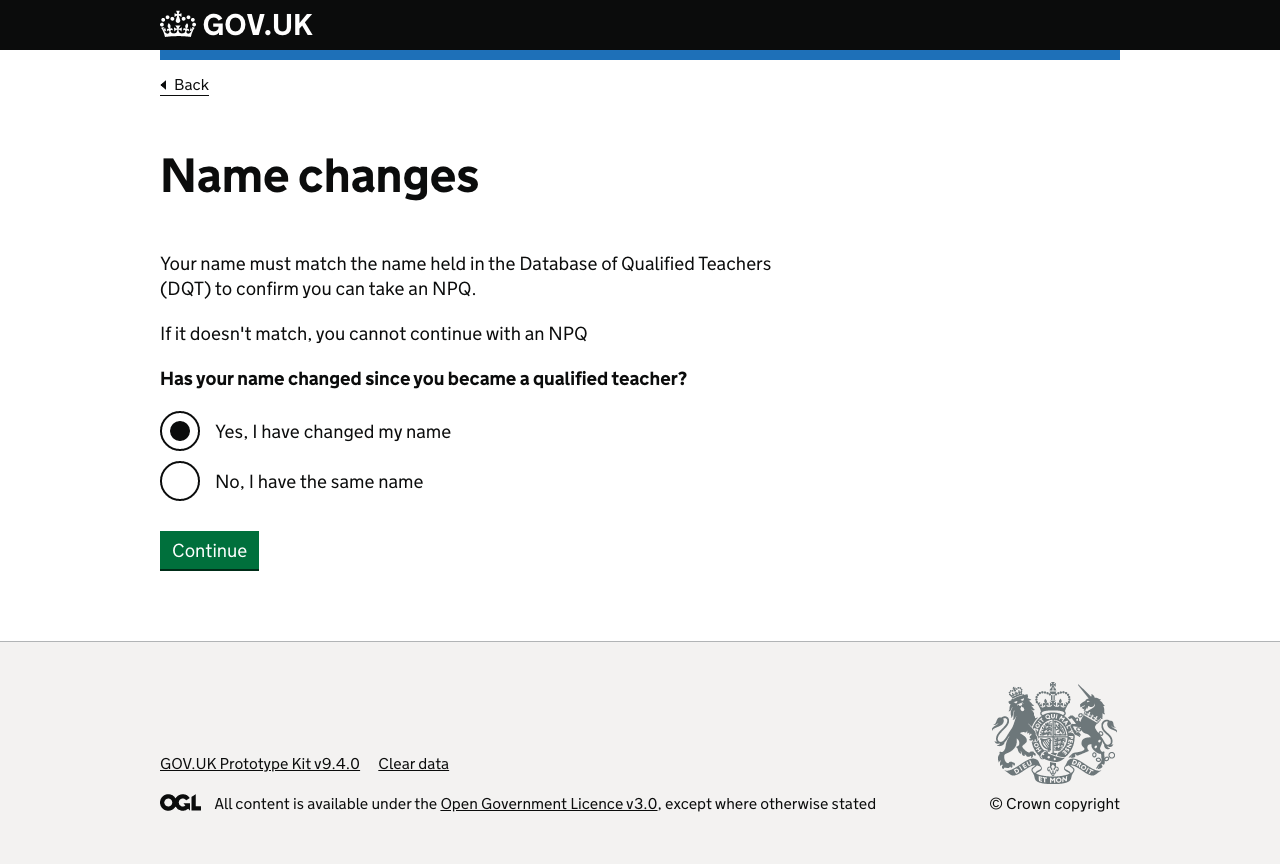 GOV.UK
Back
Name changes
Your name must match the name held in the Database of Qualified Teachers
(DQT) to confirm you can take an NPQ.
If it doesn't match, you cannot continue with an NPQ
Has your name changed since you became a qualified teacher?
Yes, I have changed my name
No, I have the same name
Continue
GOV.UK Prototype Kit v9.4.0 Clear data
OGL All content is available under the Open Government Licence v3.0, except where otherwise stated
DIEU ET MON DROIT
© Crown copyright